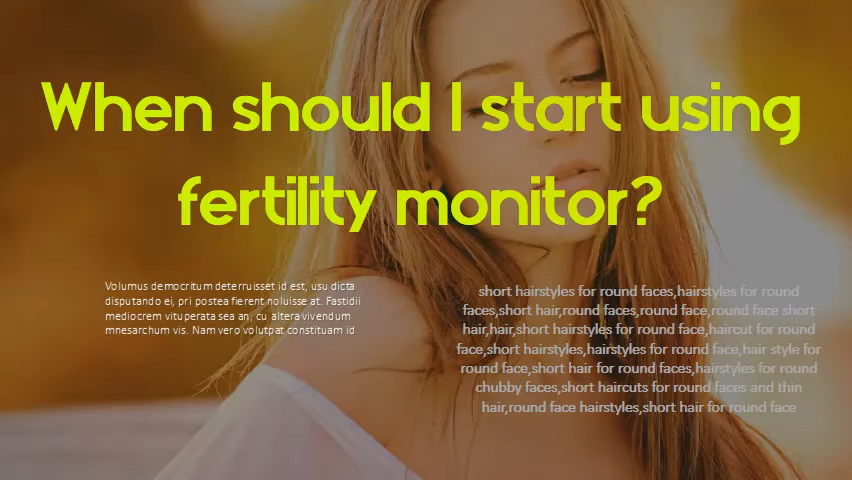 When should I start using
fertility monitor?
Volumus democritum deterruisset id est, usu dicta
disputando ei, pri postea fierent noluisse at. Fastidii
mediocrem vituperata sea an, cu altera vivendum
mnesarchum vis. Nam vero volutpat constituam id
short hairstyles for round faces,hairstyles for round
faces,short hair,round faces,round face,round face short
hair,hair,short hairstyles for round face,haircut for round
face,short hairstyles,hairstyles for round face,hair style for
round face,short hair for round faces,hairstyles for round
chubby faces,short haircuts for round faces and thin
hair,round face hairstyles,short hair for round face